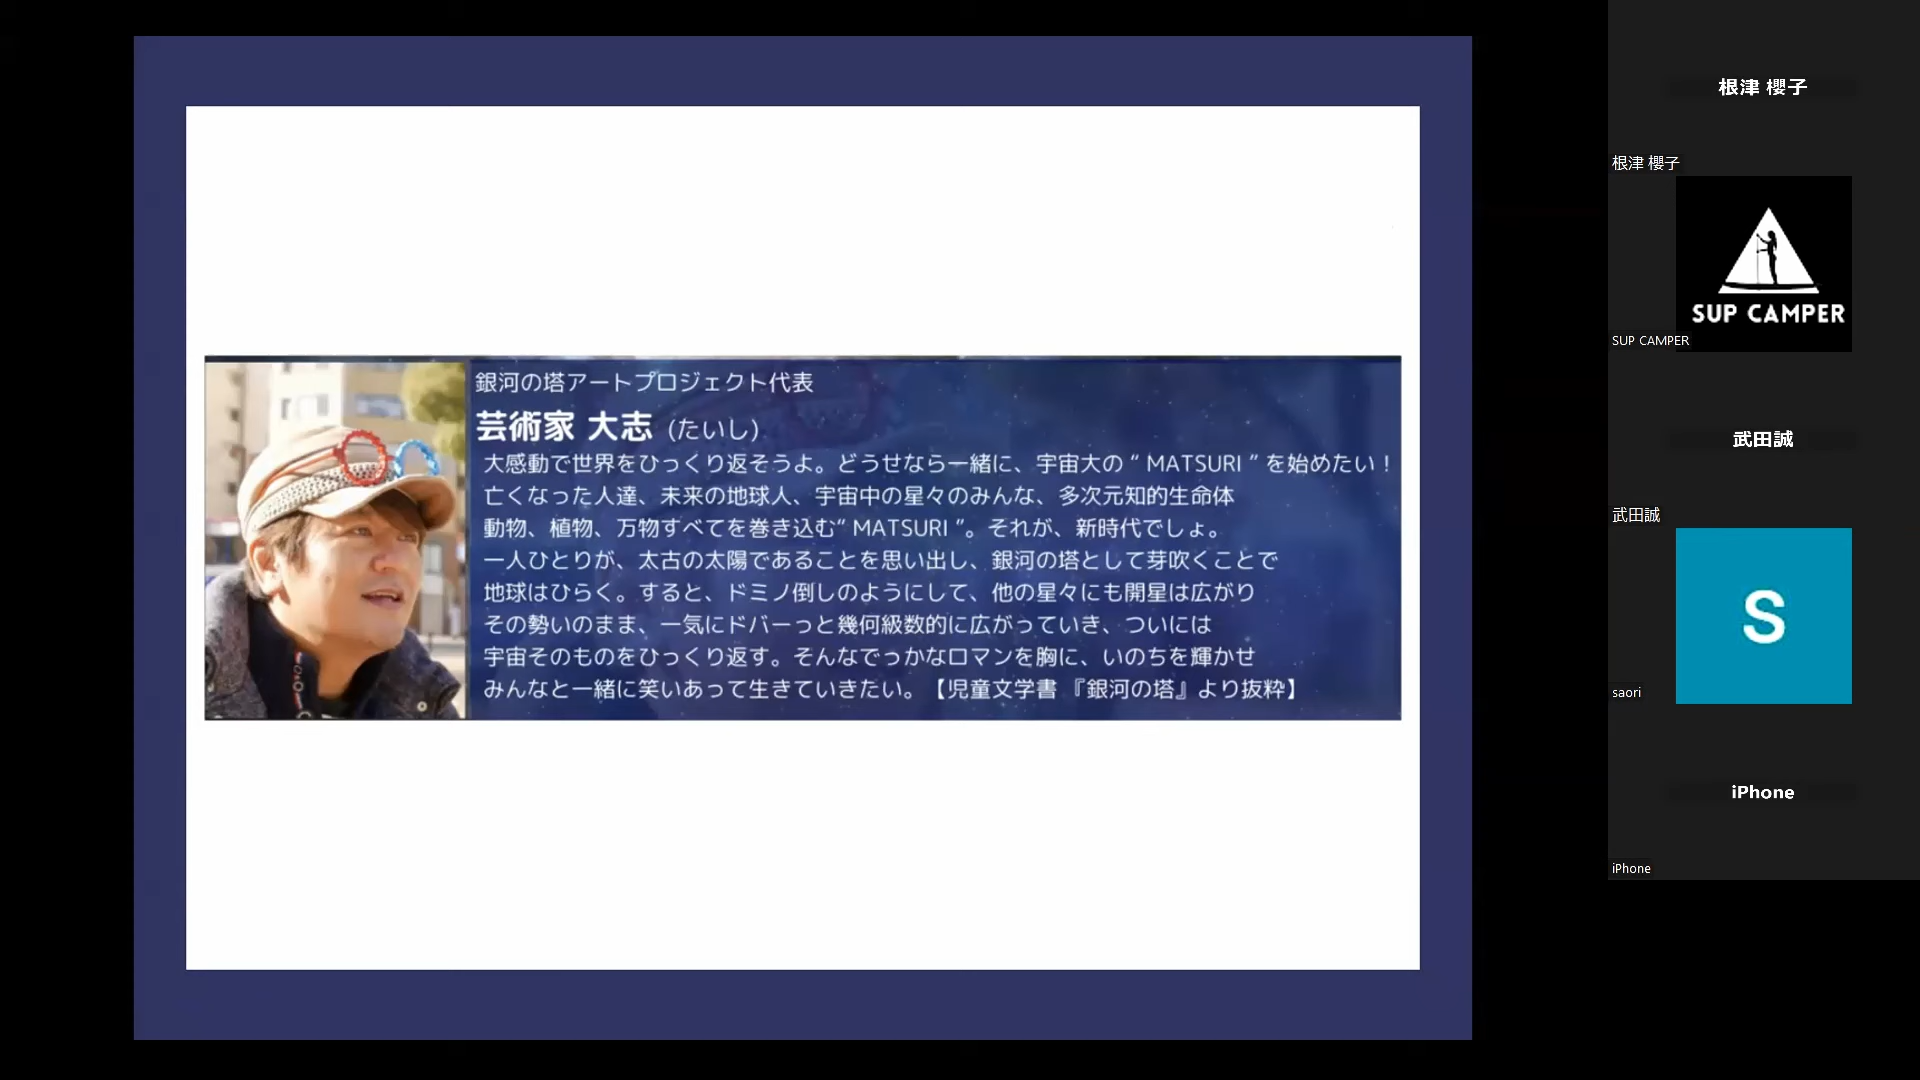 銀河の塔アートプロジェクト代表
芸術家 大志 (たいし)
大感動で世界をひっくり返そうよ。どうせなら一緒に、宇宙大の“ MATSURI ”を始めたい！
亡くなった人達、未来の地球人、宇宙中の星々のみんな、多次元知的生命体
動物、植物、万物すべてを巻き込む“ MATSURI ”。それが、新時代でしょ。
一人ひとりが、太古の太陽であることを思い出し、銀河の塔として芽吹くことで
地球はひらく。すると、ドミノ倒しのようにして、他の星々にも開星は広がり
その勢いのまま、一気にドバーっと幾何級数的に広がっていき、ついには
宇宙そのものをひっくり返す。そんなでっかなロマンを胸に、いのちを輝かせ
みんなと一緒に笑いあって生きていきたい。【児童文学書 『銀河の塔』より抜粋】
根津 櫻子
根津 櫻子
SUP CAMPER
SUP CAMPER
武田誠
武田誠
S
saori
iPhone
iPhone